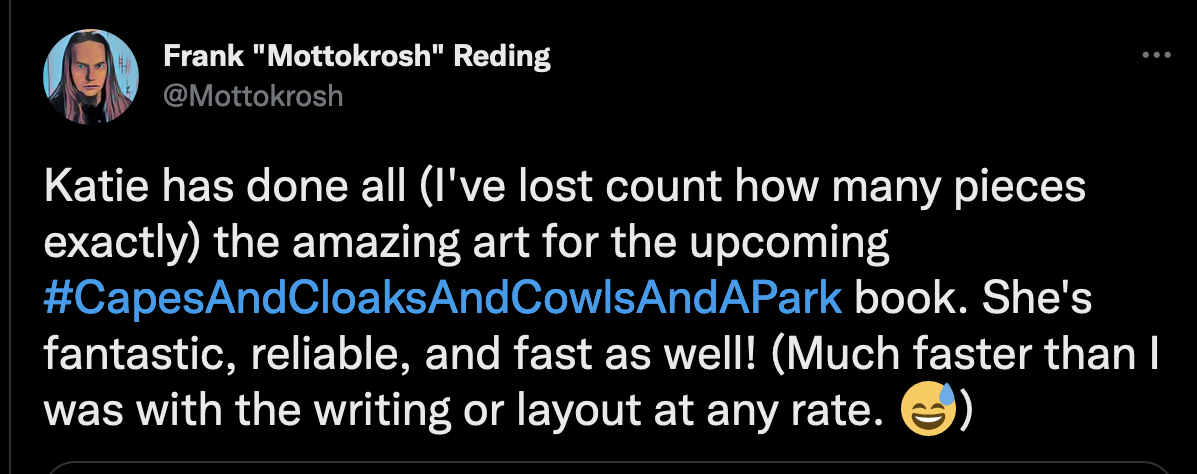 Frank "Mottokrosh" Reding
@Mottokrosh
Katie has done all (I've lost count how many pieces
exactly) the amazing art for the upcoming
#CapesAndCloaksAndCowlsAndAPark book. She's
fantastic, reliable, and fast as well! (Much faster than I
was with the writing or layout at any rate. 😅)